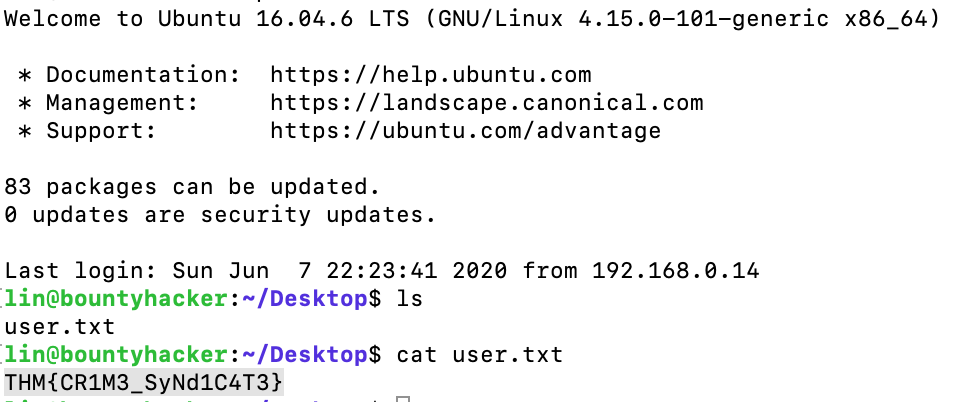 Welcome to Ubuntu 16.04.6 LTS (GNU/Linux 4.15.0-101-generic x86_64)
* Documentation: https://help.ubuntu.com
* Management: https://landscape.canonical.com
* Support: https://ubuntu.com/advantage
83 packages can be updated.
0 updates are security updates.
Last login: Sun Jun 7 22:23:41 2020 from 192.168.0.14
lin@bountyhacker:~/Desktop$ ls
user.txt
lin@bountyhacker:~/Desktop$ cat user.txt
THM{CR1M3_SyNd1C4T3}